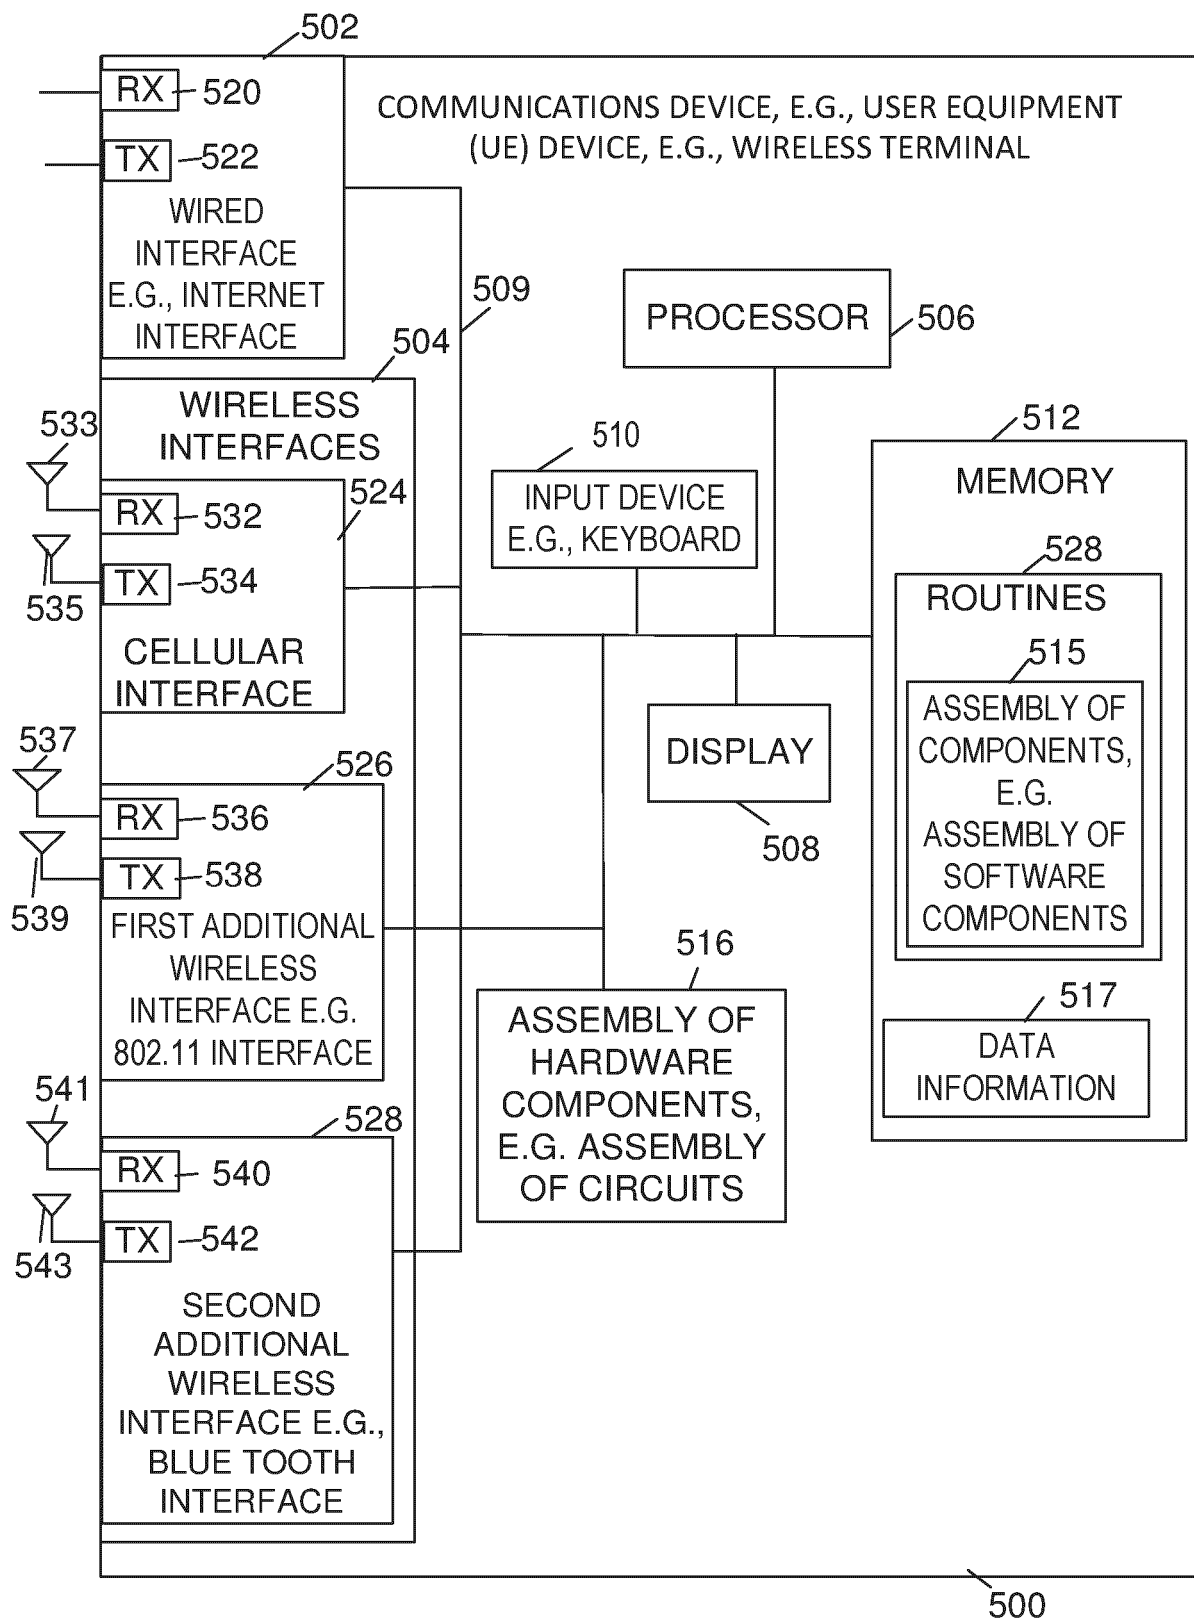 502
RX
520
TX
522
WIRED
INTERFACE
E.G., INTERNET
INTERFACE
COMMUNICATIONS DEVICE, E.G., USER EQUIPMENT
(UE) DEVICE, E.G., WIRELESS TERMINAL
509
504
WIRELESS
INTERFACES
533
RX
532
524
535
TX
534
CELLULAR
INTERFACE
537
526
RX
536
539
TX
538
FIRST ADDITIONAL
WIRELESS
INTERFACE E.G.
802.11 INTERFACE
541
528
RX
540
543
TX
542
SECOND
ADDITIONAL
WIRELESS
INTERFACE E.G.,
BLUE TOOTH
INTERFACE
PROCESSOR
506
510
INPUT DEVICE
E.G., KEYBOARD
DISPLAY
508
516
ASSEMBLY OF
HARDWARE
COMPONENTS,
E.G. ASSEMBLY
OF CIRCUITS
512
MEMORY
528
ROUTINES
515
ASSEMBLY OF
COMPONENTS,
E.G.
ASSEMBLY OF
SOFTWARE
COMPONENTS
517
DATA
INFORMATION
500